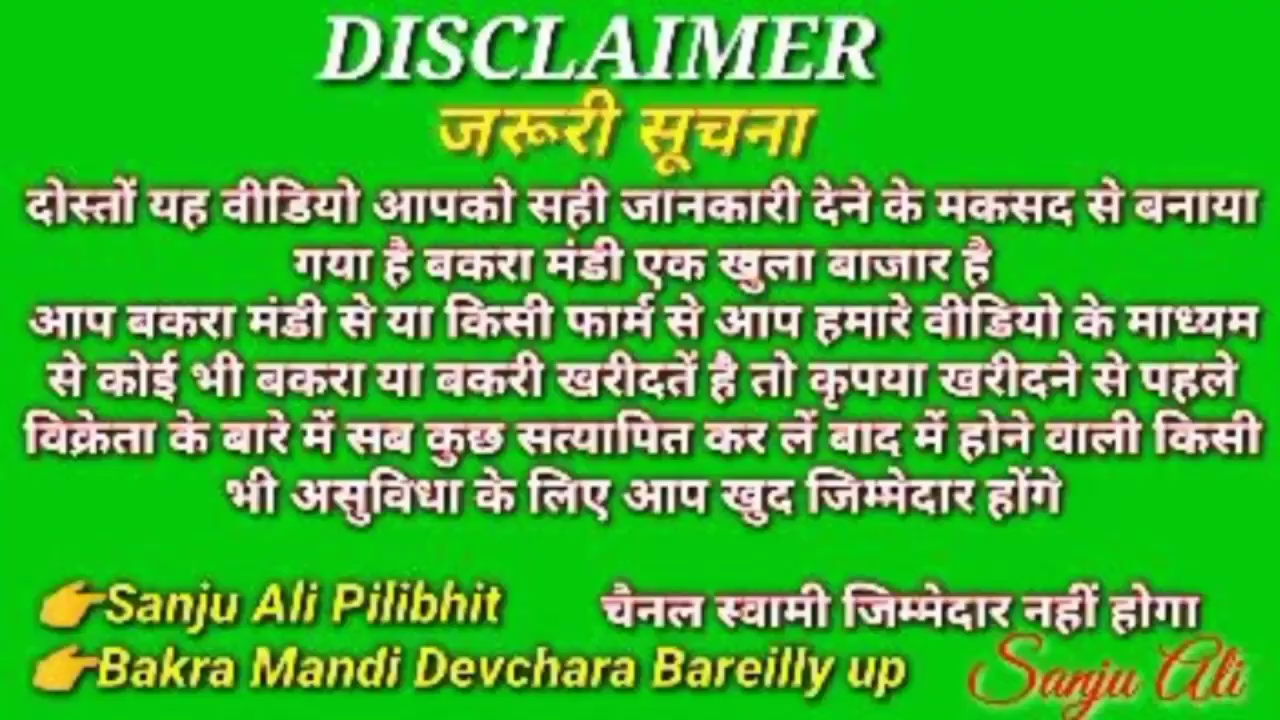 DISCLAIMER
जरूरी सूचना
दोस्तों यह वीडियो आपको सही जानकारी देने के मकसद से बनाया
गया है बकरा मंडी एक खुला बाजार है
आप बकरा मंडी से या किसी फार्म से आप हमारे वीडियो के माध्यम
से कोई भी बकरा या बकरी खरीदतें है तो कृपया खरीदने से पहले
विक्रेता के बारे में सब कुछ सत्यापित कर लें बाद में होने वाली किसी
भी असुविधा के लिए आप खुद जिम्मेदार होंगे
👉Sanju Ali Pilibhit
चैनल स्वामी जिम्मेदार नहीं होगा
👉Bakra Mandi Devchara Bareilly up
Sanju Ali